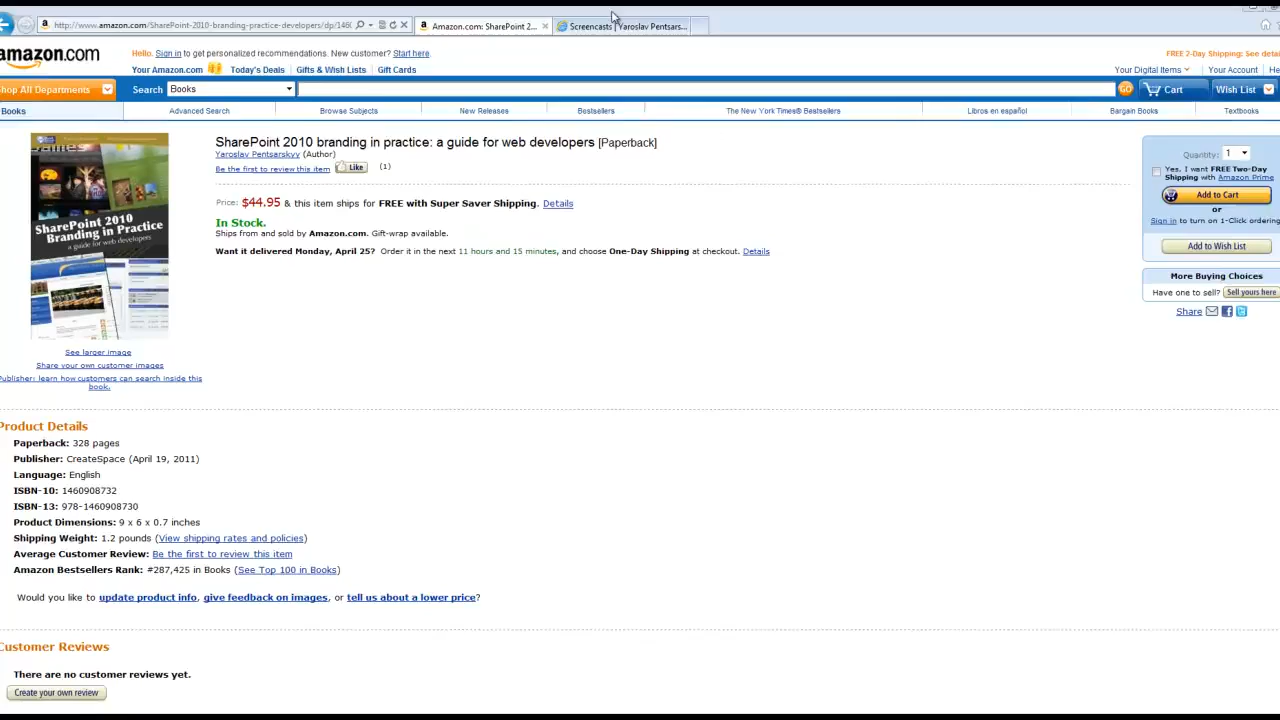 http://www.amazon.com/SharePoint-2010-branding-practice-developers/dp/146
Amazon.com: SharePoint 2...
Screencasts | Yaroslav Pentsars...
amazon.com
Hello. Sign in to get personalized recommendations. New customer? Start here.
FREE 2-Day Shipping: See detai
Your Amazon.com
Today's Deals
Gifts & Wish Lists
Gift Cards
Your Digital Items
Your Account
He
hop All Departments
Search
Books
GO
Cart
Wish List
Books
Advanced Search
Browse Subjects
New Releases
Bestsellers
The New York Times® Bestsellers
Libros en español
Bargain Books
Textbooks
SharePoint 2010 branding in practice: a guide for web developers [Paperback]
Yaroslav Pentsarskyy (Author)
Be the first to review this item
Like
(1)
Price: $44.95 & this item ships for FREE with Super Saver Shipping. Details
In Stock.
Ships from and sold by Amazon.com. Gift-wrap available.
Want it delivered Monday, April 25? Order it in the next 11 hours and 15 minutes, and choose One-Day Shipping at checkout. Details
SharePoint 2010
Branding in Practice
a guide for web developers
See larger image
Share your own customer images
Publisher: learn how customers can search inside this
book.
Quantity: 1
Yes, I want FREE Two-Day
Shipping with Amazon Prime
Add to Cart
or
Sign in to turn on 1-Click ordering
Add to Wish List
More Buying Choices
Have one to sell? Sell yours here
Share
Product Details
Paperback: 328 pages
Publisher: CreateSpace (April 19, 2011)
Language: English
ISBN-10: 1460908732
ISBN-13: 978-1460908730
Product Dimensions: 9 x 6 x 0.7 inches
Shipping Weight: 1.2 pounds (View shipping rates and policies)
Average Customer Review: Be the first to review this item
Amazon Bestsellers Rank: #287,425 in Books (See Top 100 in Books)
Would you like to update product info, give feedback on images, or tell us about a lower price?
Customer Reviews
There are no customer reviews yet.
Create your own review